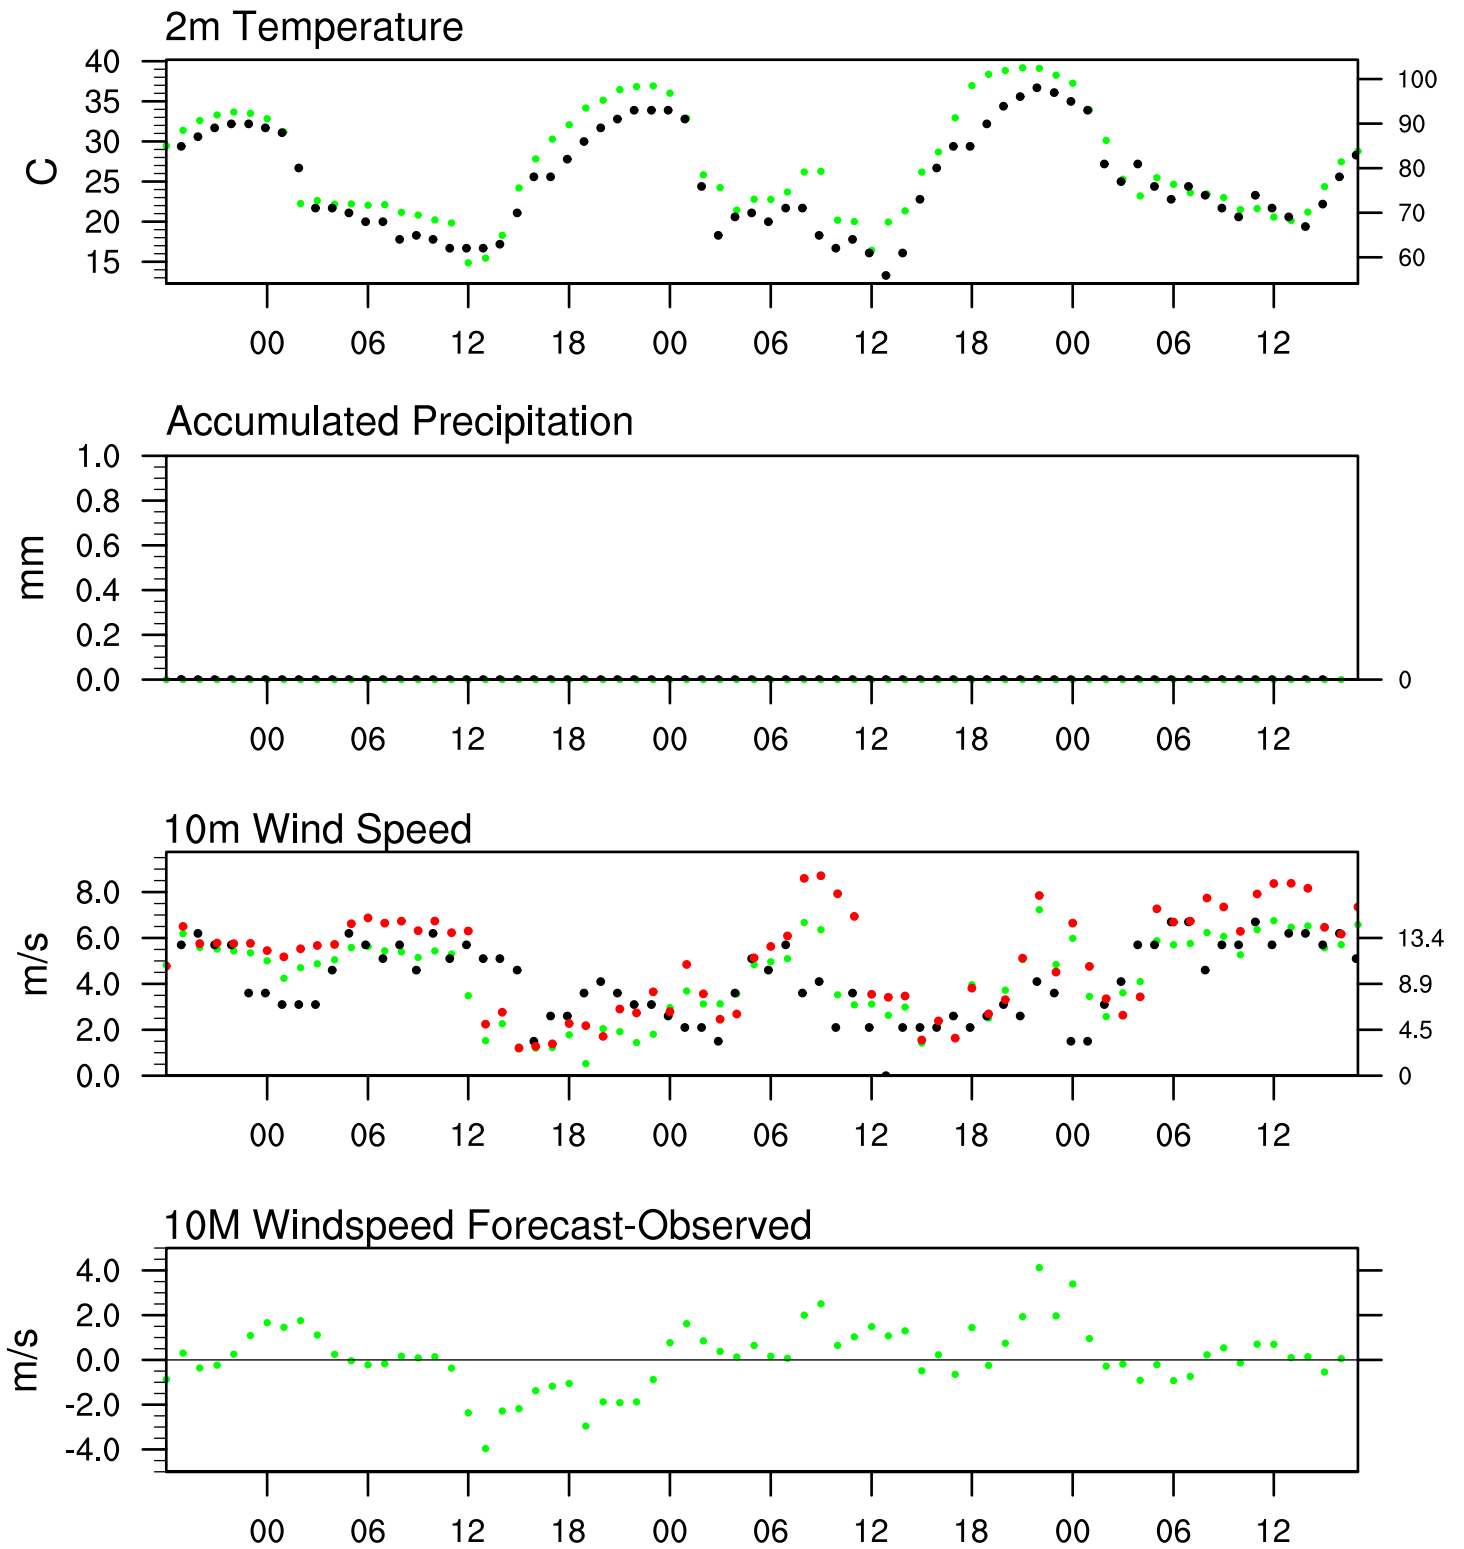 2m Temperature
40
35
30
25
20
15
C
100
90
80
70
60
00 06 12 18 00 06 12 18 00 06 12
Accumulated Precipitation
1.0
0.8
0.6
0.4
0.2
0.0
mm
0
00 06 12 18 00 06 12 18 00 06 12
10m Wind Speed
8.0
6.0
4.0
2.0
0.0
m/s
13.4
8.9
4.5
0
00 06 12 18 00 06 12 18 00 06 12
10M Windspeed Forecast-Observed
4.0
2.0
0.0
-2.0
-4.0
m/s
00 06 12 18 00 06 12 18 00 06 12